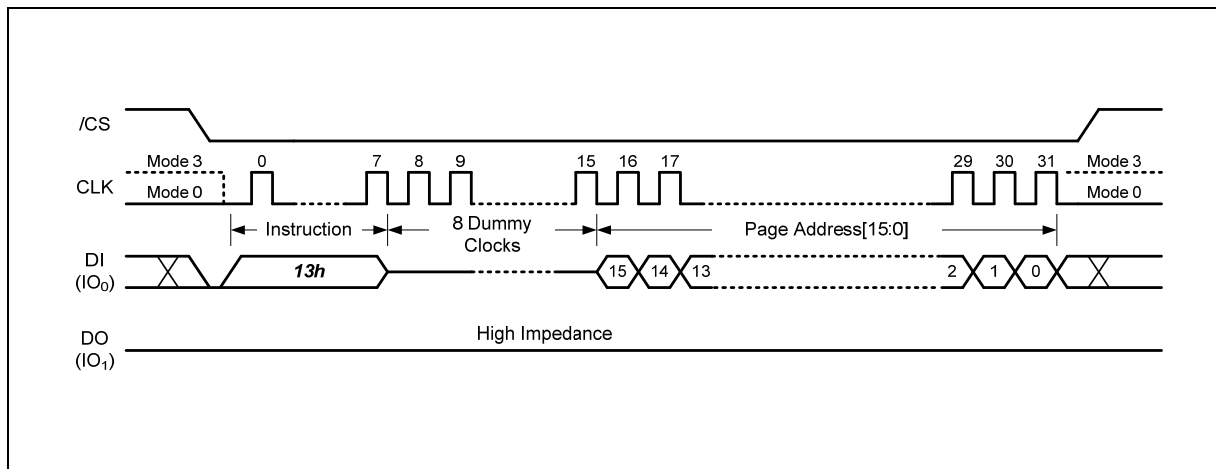 /CS
Mode 3 0 7 8 9 15 16 17 29 30 31 Mode 3
CLK
Mode 0 Mode 0
Instruction 8 Dummy Clocks Page Address[15:0]
DI (IO0) 13h 15 14 13 2 1 0
High Impedance
DO (IO1)